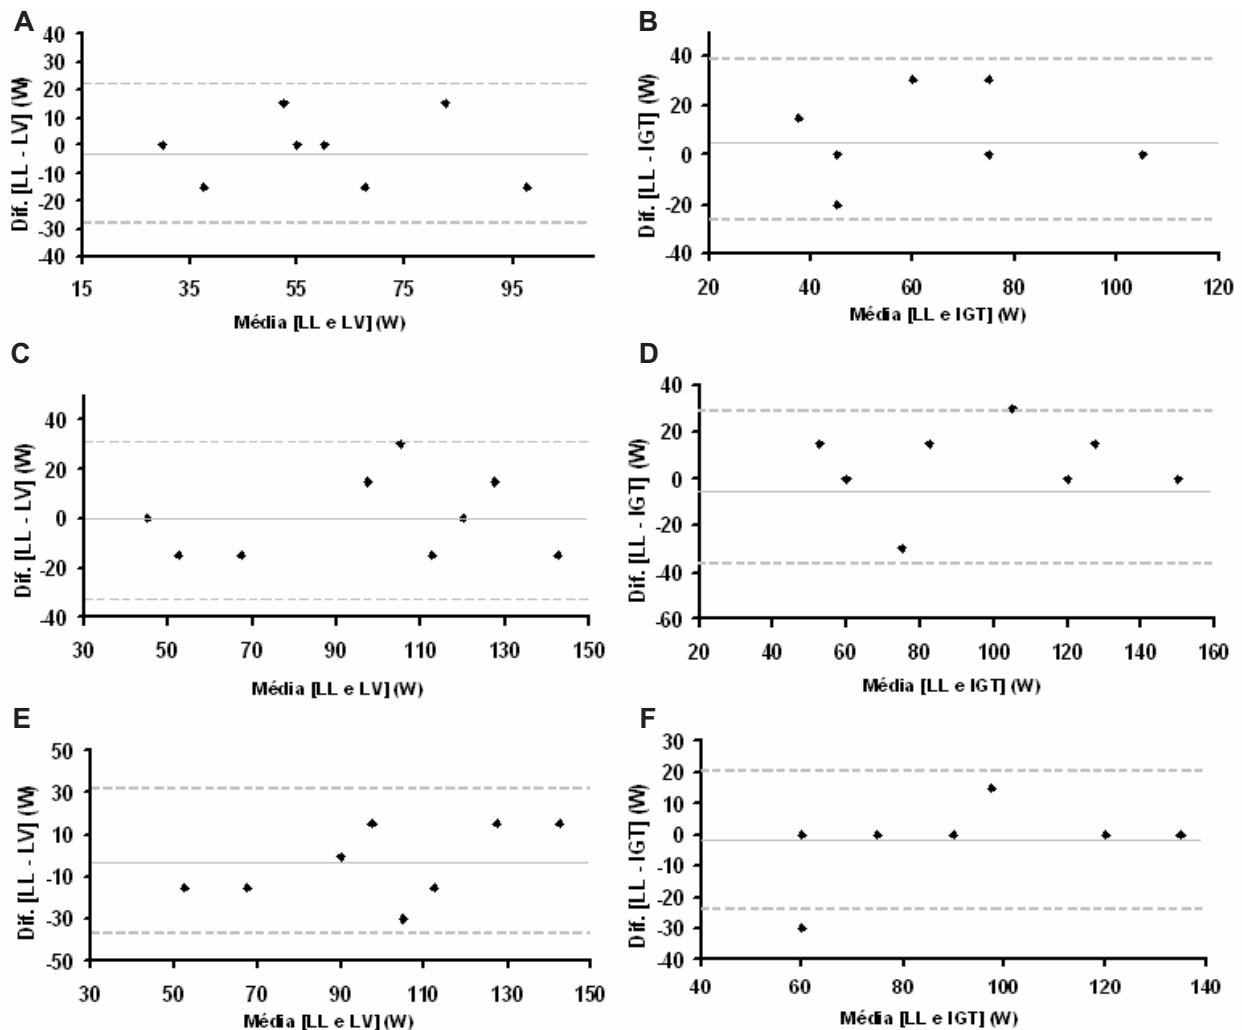 A
40
30
40
30
20
10
0
-10
-20
-30
-40
Dif. [LL - LV] (W)
15 35 55 75 95
Média [LL e LV] (W)
B
40
20
0
-20
-40
Dif. [LL - IGT] (W)
20 40 60 80 100 120
Média [LL e IGT] (W)
C
40
20
0
-20
-40
Dif. [LL - LV] (W)
30 50 70 90 110 130 150
Média [LL e LV] (W)
D
40
20
0
-20
-40
-60
Dif. [LL - IGT] (W)
20 40 60 80 100 120 140 160
Média [LL e IGT] (W)
E
50
30
10
-10
-30
-50
Dif. [LL - LV] (W)
30 50 70 90 110 130 150
Média [LL e LV] (W)
F
30
20
10
0
-10
-20
-30
-40
Dif. [LL - IGT] (W)
40 60 80 100 120 140
Média [LL e IGT] (W)